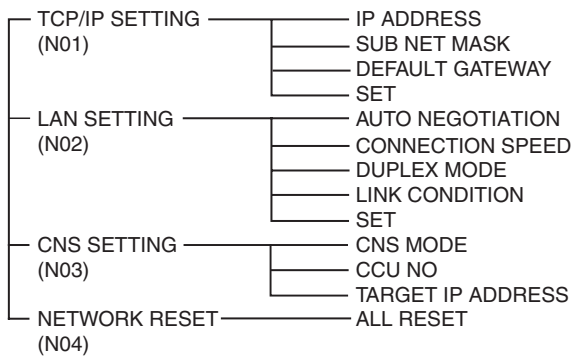 TCP/IP SETTING
(N01)
IP ADDRESS
SUB NET MASK
DEFAULT GATEWAY
SET
LAN SETTING
(N02)
AUTO NEGOTIATION
CONNECTION SPEED
DUPLEX MODE
LINK CONDITION
SET
CNS SETTING
(N03)
CNS MODE
CCU NO
TARGET IP ADDRESS
NETWORK RESET
(N04)
ALL RESET